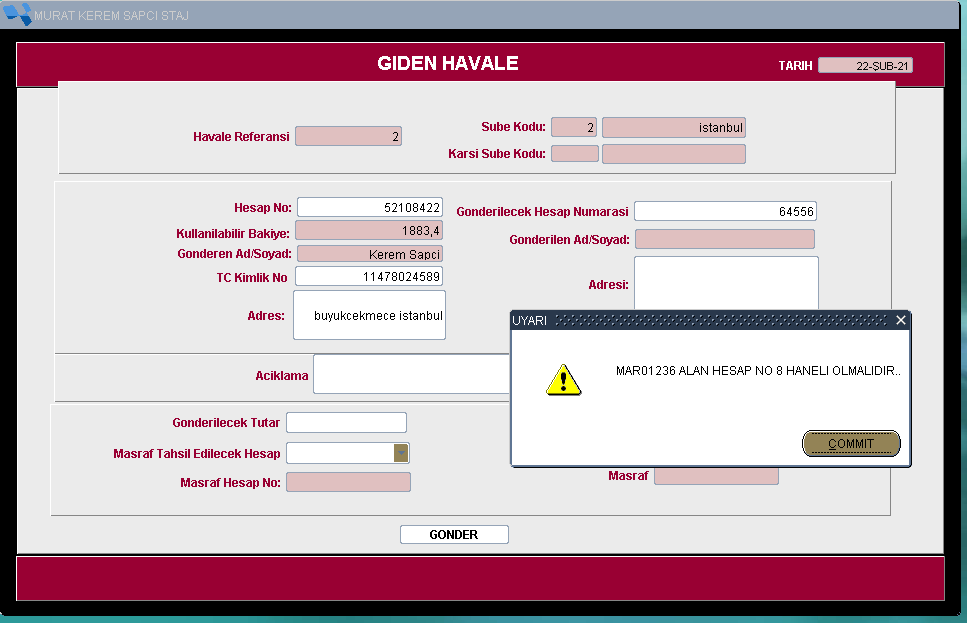 MURAT KEREM SAPCI STAJ
GIDEN HAVALE
TARIH 22-ŞUB-21
Havale Referansi 2
Sube Kodu: 2 istanbul
Karsi Sube Kodu:
Hesap No: 52108422
Gonderilecek Hesap Numarasi 64556
Kullanilabilir Bakiye: 1883,4
Gonderilen Ad/Soyad:
Gonderen Ad/Soyad: Kerem Sapci
TC Kimlik No 11478024589
Adresi:
Adres: buyukcekmece istanbul
UYARI
MAR01236 ALAN HESAP NO 8 HANELI OLMALIDIR..
COMMIT
Aciklama
Gonderilecek Tutar
Masraf Tahsil Edilecek Hesap
Masraf Hesap No:
Masraf
GONDER